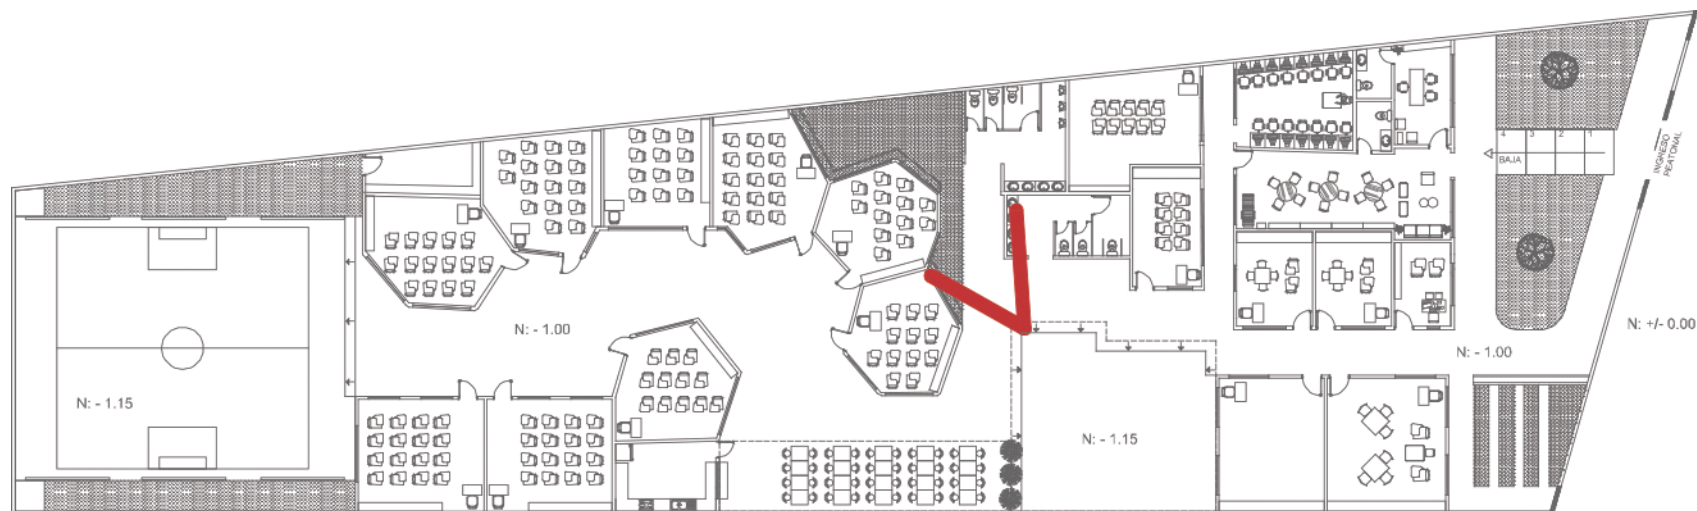 4 3 2 1
BAJA
INGRESO
PEATONAL
N: +/- 0.00
N: - 1.00
N: - 1.00
N: - 1.15
N: - 1.15